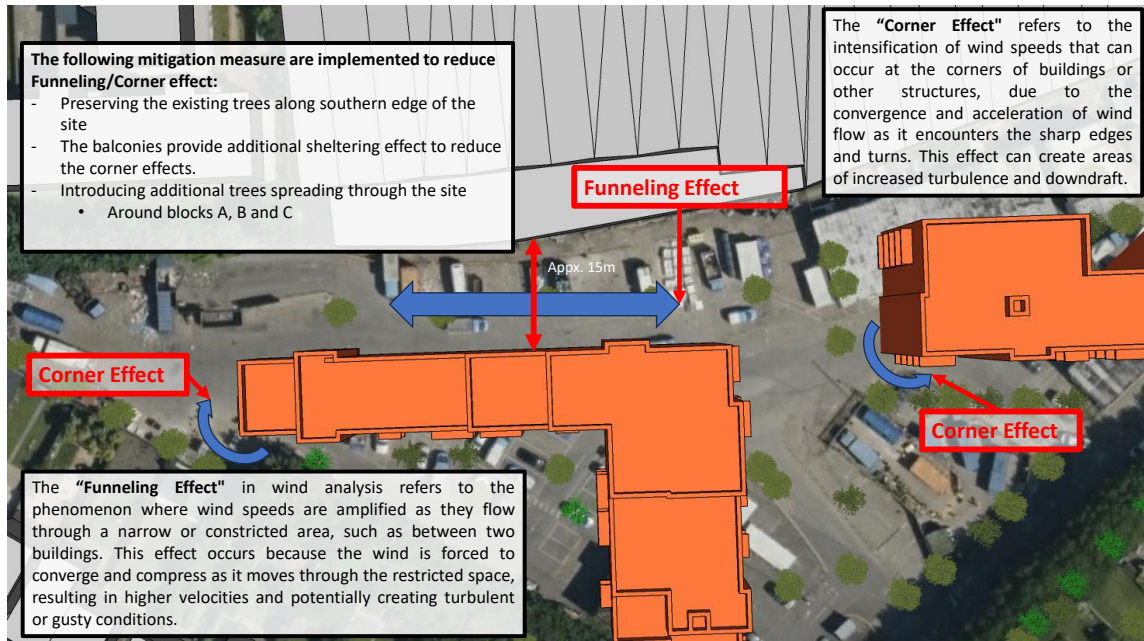 The following mitigation measure are implemented to reduce
Funneling/Corner effect:
- Preserving the existing trees along southern edge of the
site
- The balconies provide additional sheltering effect to reduce
the corner effects.
- Introducing additional trees spreading through the site
• Around blocks A, B and C
The “Corner Effect" refers to the
intensification of wind speeds that can
occur at the corners of buildings or
other structures, due to the
convergence and acceleration of wind
flow as it encounters the sharp edges
and turns. This effect can create areas
of increased turbulence and downdraft.
Funneling Effect
Appx. 15m
Corner Effect
Corner Effect
The “Funneling Effect" in wind analysis refers to the
phenomenon where wind speeds are amplified as they flow
through a narrow or constricted area, such as between two
buildings. This effect occurs because the wind is forced to
converge and compress as it moves through the restricted space,
resulting in higher velocities and potentially creating turbulent
or gusty conditions.